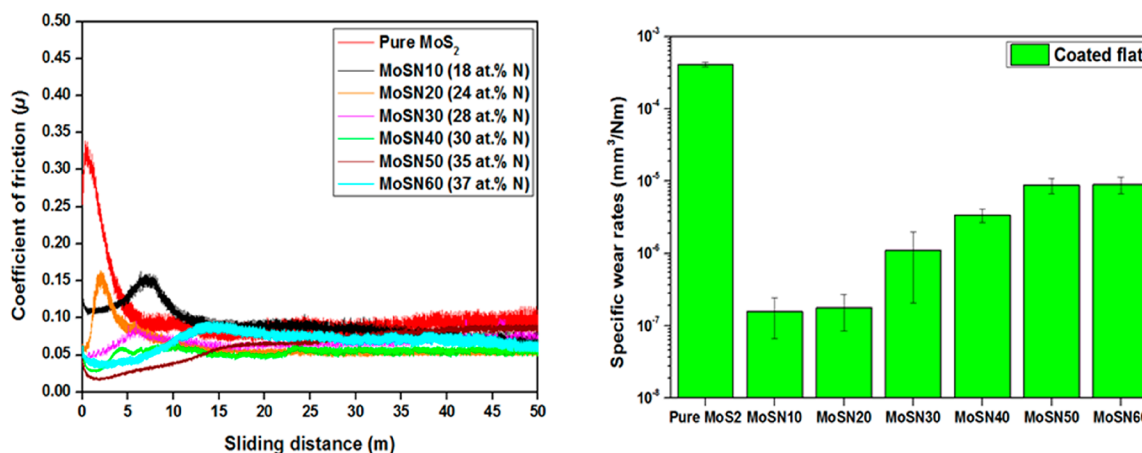 0.50
0.45
0.40
0.35
0.30
0.25
0.20
0.15
0.10
0.05
0.00
Coefficient of friction (μ)
Pure MoS2
MoSN10 (18 at.% N)
MoSN20 (24 at.% N)
MoSN30 (28 at.% N)
MoSN40 (30 at.% N)
MoSN50 (35 at.% N)
MoSN60 (37 at.% N)
0 5 10 15 20 25 30 35 40 45 50
Sliding distance (m)
10⁻³
10⁻⁴
10⁻⁵
10⁻⁶
10⁻⁷
10⁻⁸
Specific wear rates (mm³/Nm)
Coated flat
Pure MoS2 MoSN10 MoSN20 MoSN30 MoSN40 MoSN50 MoSN60